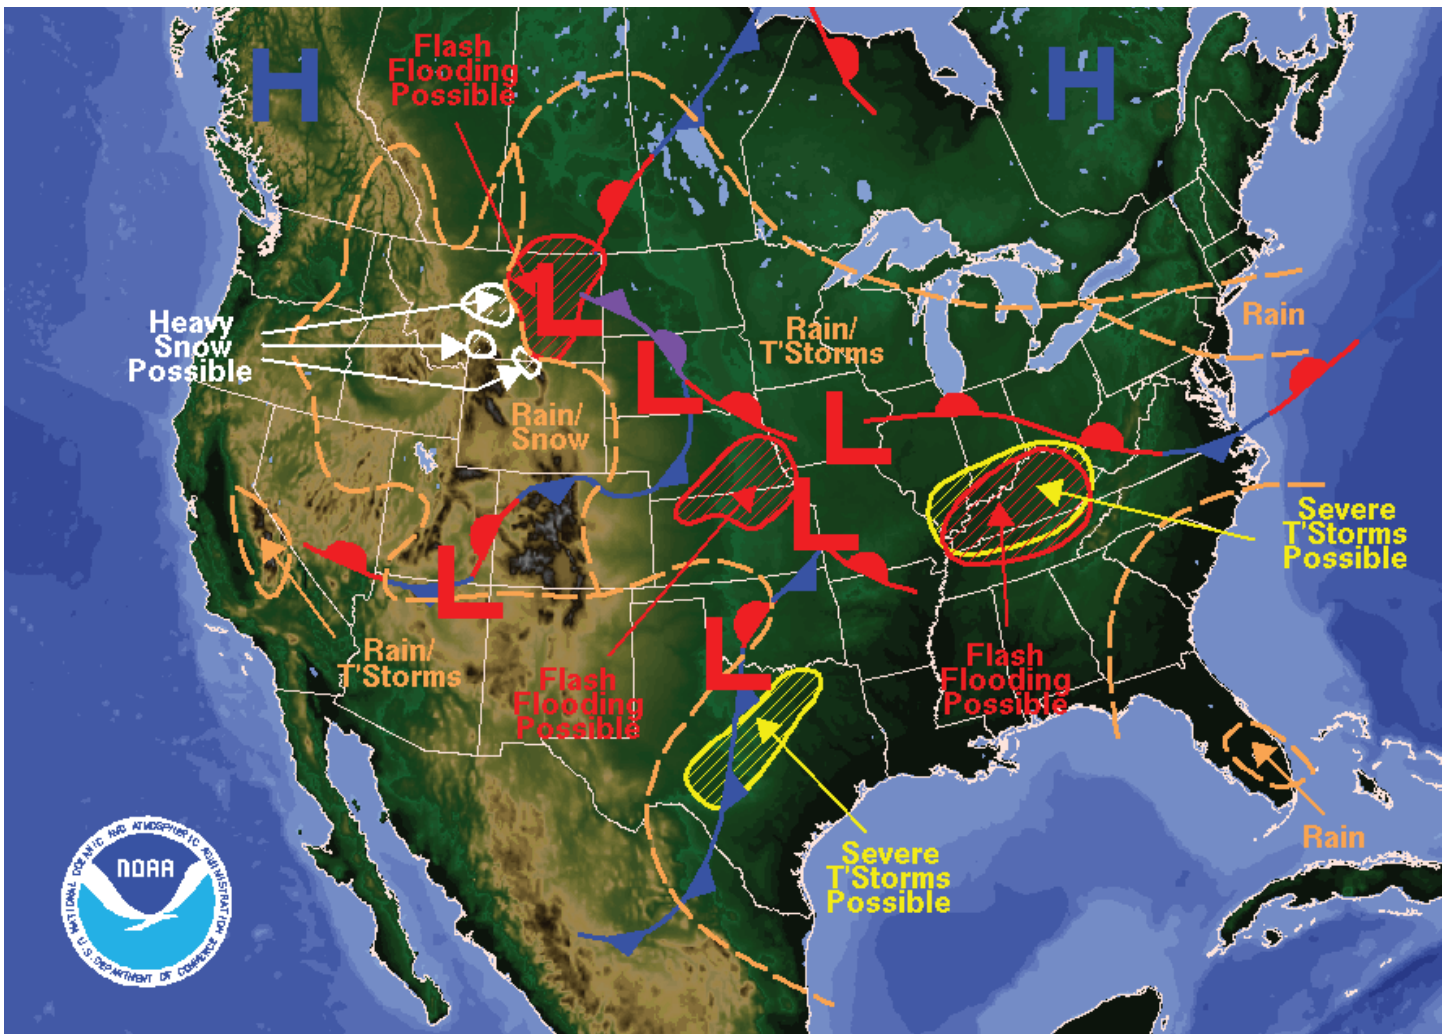 Flash
Flooding
Possible
H
H
Heavy
Snow
Possible
L
L
L
L
L
L
L
Rain/
T'Storms
Rain
Rain/
Snow
Severe
T'Storms
Possible
Rain/
T'Storms
Flash
Flooding
Possible
Flash
Flooding
Possible
Severe
T'Storms
Possible
Rain
NATIONAL OCEANIC AND ATMOSPHERIC ADMINISTRATION
NOAA
U.S. DEPARTMENT OF COMMERCE